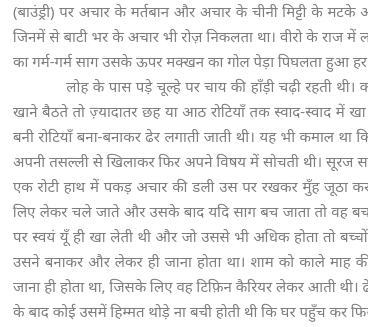 (बाउंड्री) पर अचार के मर्तबान और अचार के चीनी मिट्टी के मटके अ
जिनमें से बाटी भर के अचार भी रोज़ निकलता था। वीरो के राज में ल
का गर्म-गर्म साग उसके ऊपर मक्खन का गोल पेड़ा पिघलता हुआ हर
लोह के पास पड़े चूल्हे पर चाय की हाँड़ी चढ़ी रहती थी। क
खाने बैठते तो ज़्यादातर छह या आठ रोटियाँ तक स्वाद-स्वाद में खा
बनी रोटियाँ बना-बनाकर ढेर लगाती जाती थी। यह भी कमाल था कि
अपनी तसल्ली से खिलाकर फिर अपने विषय में सोचती थी। सूरज स
एक रोटी हाथ में पकड़ अचार की डली उस पर रखकर मुँह जूठा कर
लिए लेकर चले जाते और उसके बाद यदि साग बच जाता तो वह बच
पर स्वयं यूँ ही खा लेती थी और जो उससे भी अधिक होता तो बच्चों
उसने बनाकर और लेकर ही जाना होता था। शाम को काले माह की
जाना ही होता था, जिसके लिए वह टिफ़िन कैरियर लेकर आती थी। ढे
के बाद कोई उसमें हिम्मत थोड़े ना बची होती थी कि घर पहुँच कर फि